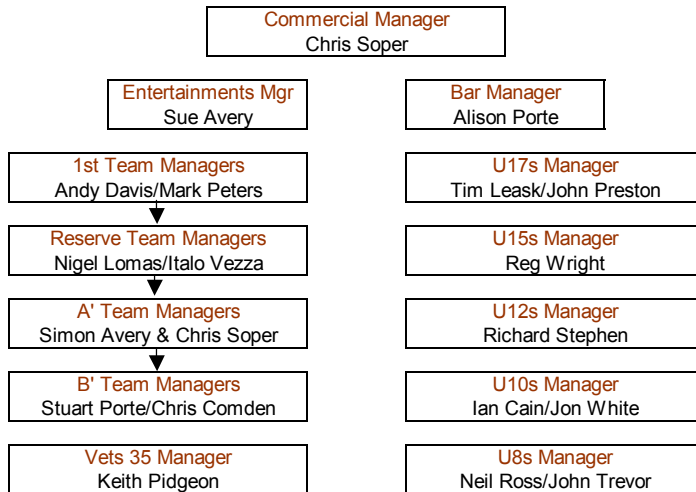 Commercial Manager
Chris Soper
Entertainments Mgr
Sue Avery
Bar Manager
Alison Porte
1st Team Managers
Andy Davis/Mark Peters
U17s Manager
Tim Leask/John Preston
Reserve Team Managers
Nigel Lomas/Italo Vezza
U15s Manager
Reg Wright
A' Team Managers
Simon Avery & Chris Soper
U12s Manager
Richard Stephen
B' Team Managers
Stuart Porte/Chris Comden
U10s Manager
Ian Cain/Jon White
Vets 35 Manager
Keith Pidgeon
U8s Manager
Neil Ross/John Trevor